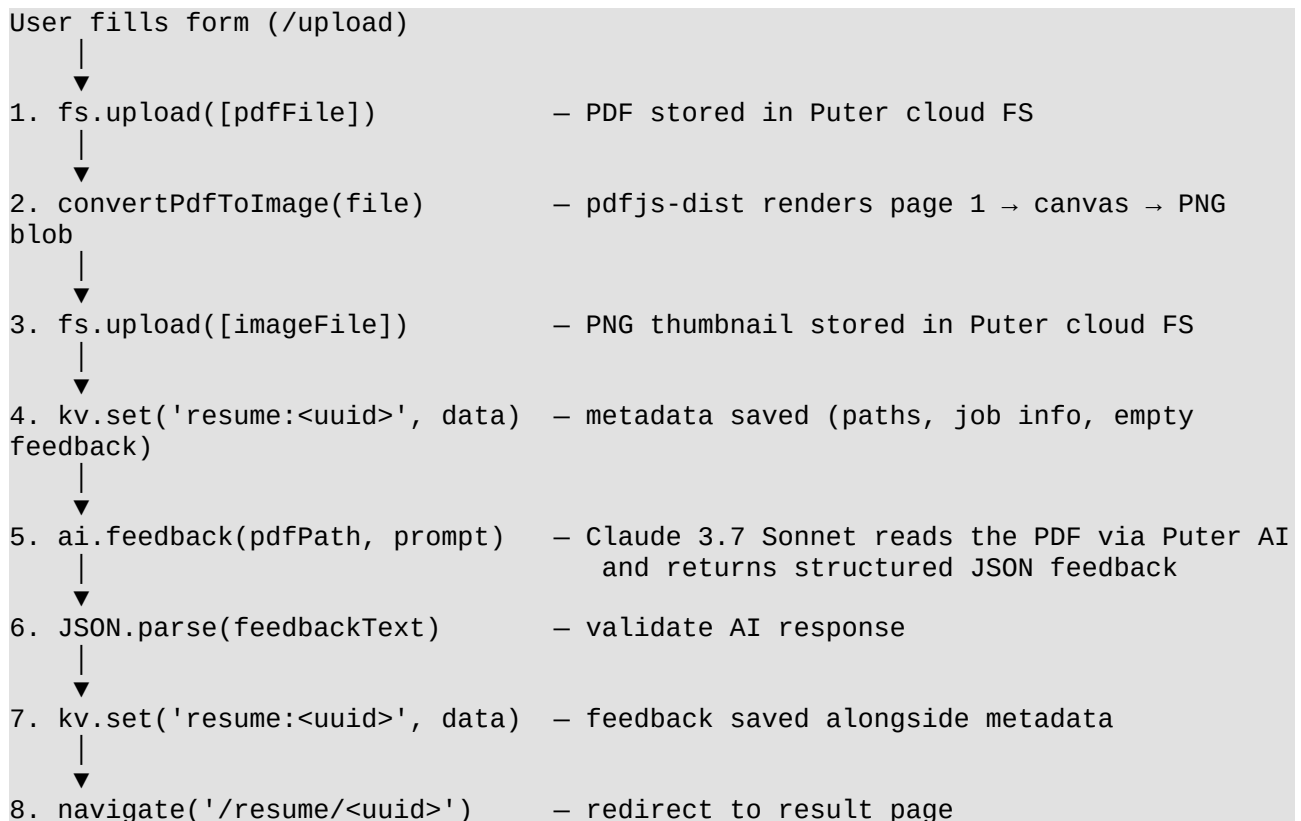 User fills form (/upload)
│
▼
1. fs.upload([pdfFile])          — PDF stored in Puter cloud FS
│
▼
2. convertPdfToImage(file)       — pdfjs-dist renders page 1 → canvas → PNG
blob
│
▼
3. fs.upload([imageFile])        — PNG thumbnail stored in Puter cloud FS
│
▼
4. kv.set('resume:<uuid>', data) — metadata saved (paths, job info, empty
feedback)
│
▼
5. ai.feedback(pdfPath, prompt)  — Claude 3.7 Sonnet reads the PDF via Puter AI
│                                  and returns structured JSON feedback
▼
6. JSON.parse(feedbackText)      — validate AI response
│
▼
7. kv.set('resume:<uuid>', data) — feedback saved alongside metadata
│
▼
8. navigate('/resume/<uuid>')    — redirect to result page